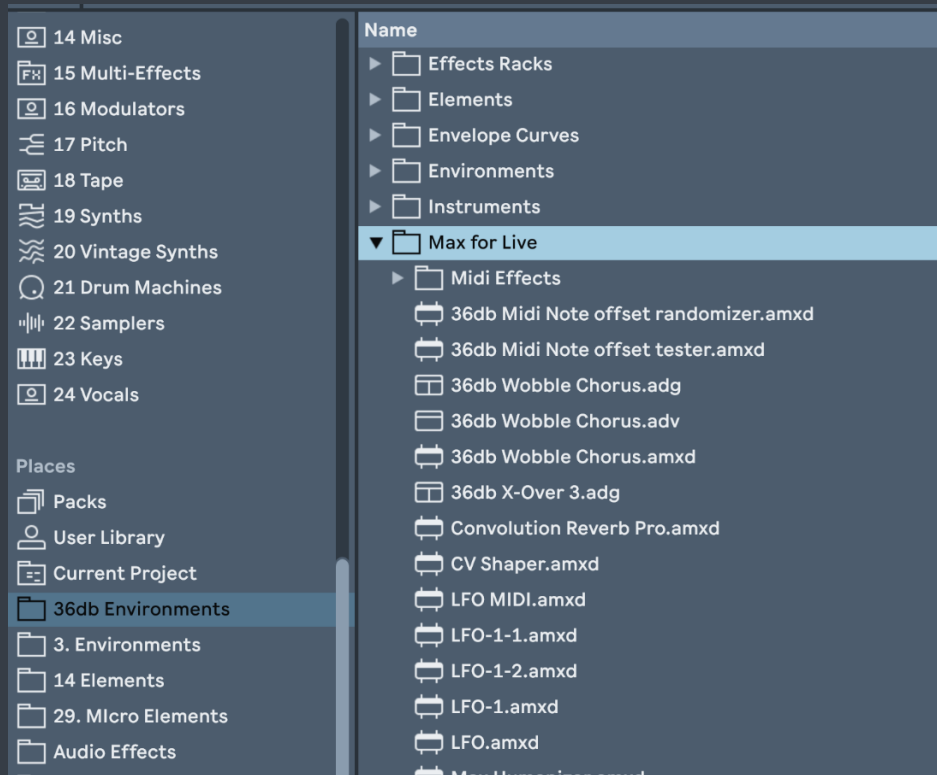 14 Misc
15 Multi-Effects
16 Modulators
17 Pitch
18 Tape
19 Synths
20 Vintage Synths
21 Drum Machines
22 Samplers
23 Keys
24 Vocals
Places
Packs
User Library
Current Project
36db Environments
3. Environments
14 Elements
29. MIcro Elements
Audio Effects
Name
Effects Racks
Elements
Envelope Curves
Environments
Instruments
Max for Live
Midi Effects
36db Midi Note offset randomizer.amxd
36db Midi Note offset tester.amxd
36db Wobble Chorus.adg
36db Wobble Chorus.adv
36db Wobble Chorus.amxd
36db X-Over 3.adg
Convolution Reverb Pro.amxd
CV Shaper.amxd
LFO MIDI.amxd
LFO-1-1.amxd
LFO-1-2.amxd
LFO-1.amxd
LFO.amxd